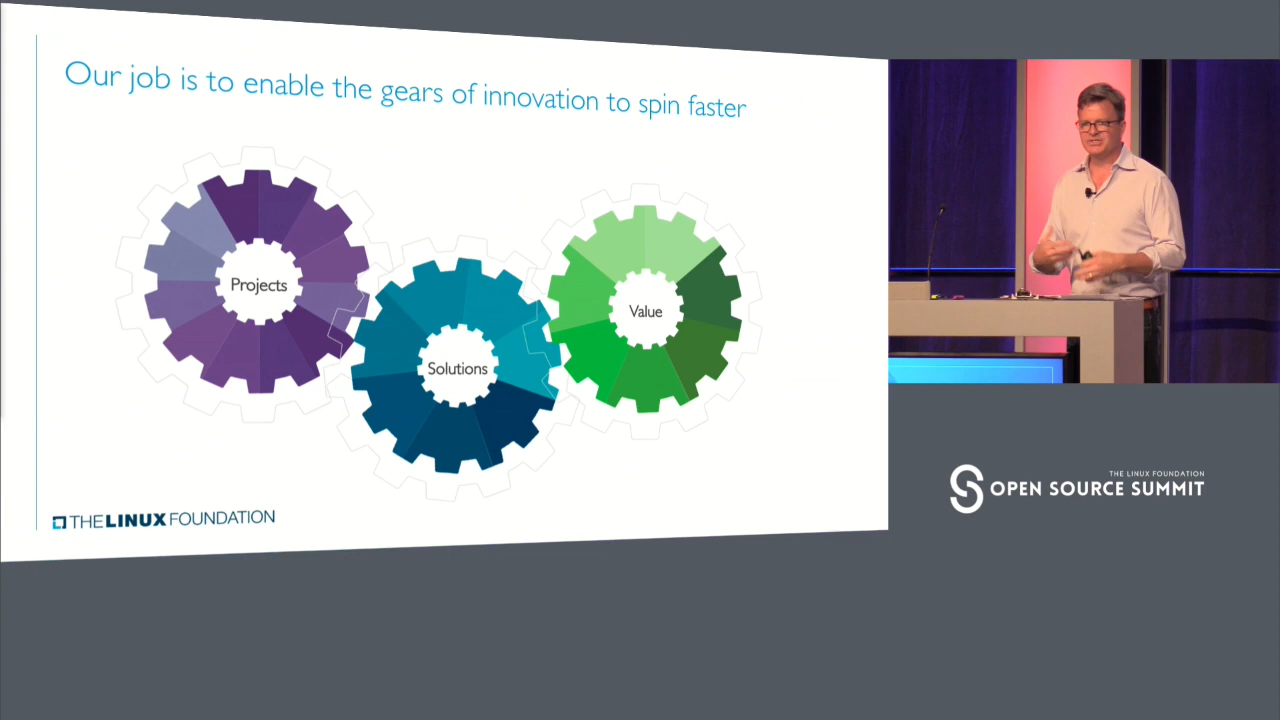 Our job is to enable the gears of innovation to spin faster
Projects
Solutions
Value
THE LINUX FOUNDATION
THE LINUX FOUNDATION
OPEN SOURCE SUMMIT